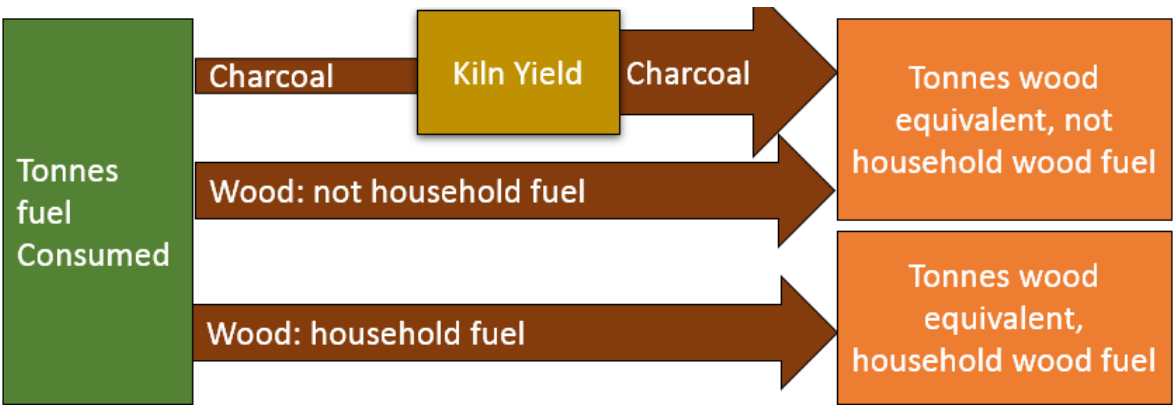 Tonnes
fuel
Consumed
Charcoal
Kiln Yield
Charcoal
Wood: not household fuel
Wood: household fuel
Tonnes wood
equivalent, not
household wood fuel
Tonnes wood
equivalent,
household wood fuel